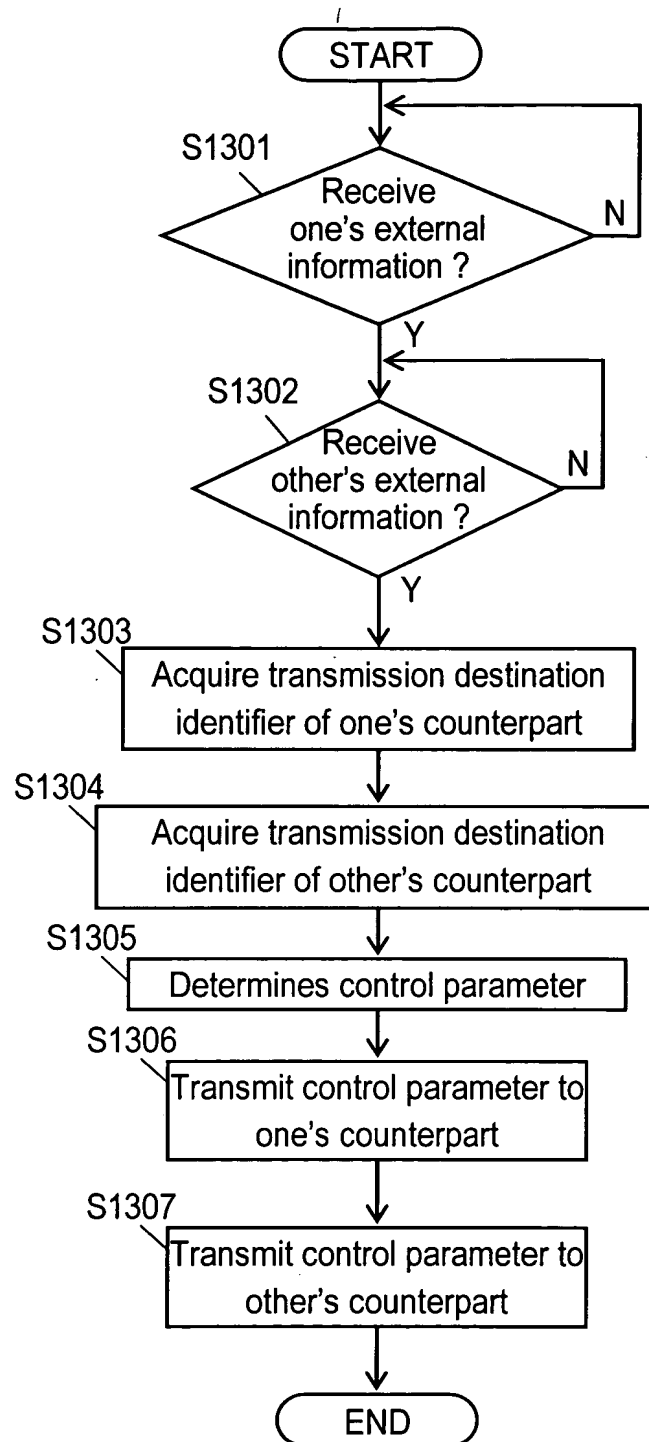 START
S1301
Receive
one's external
information ?
N
Y
S1302
Receive
other's external
information ?
N
Y
S1303
Acquire transmission destination
identifier of one's counterpart
S1304
Acquire transmission destination
identifier of other's counterpart
S1305
Determines control parameter
S1306
Transmit control parameter to
one's counterpart
S1307
Transmit control parameter to
other's counterpart
END